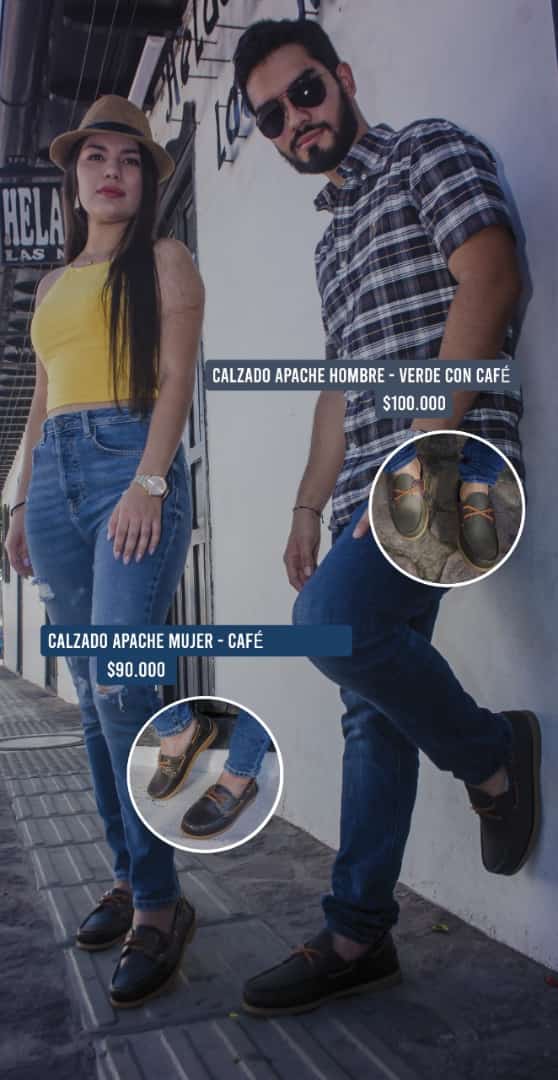 HELA
LAS
CALZADO APACHE HOMBRE - VERDE CON CAFÉ
$100.000
CALZADO APACHE MUJER - CAFÉ
$90.000